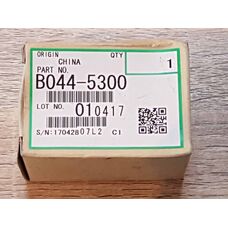 ORIGIN QTY
CHINA 1
PART NO.
B044-5300
LOT NO. 010417
S/N:17042807L2 C1